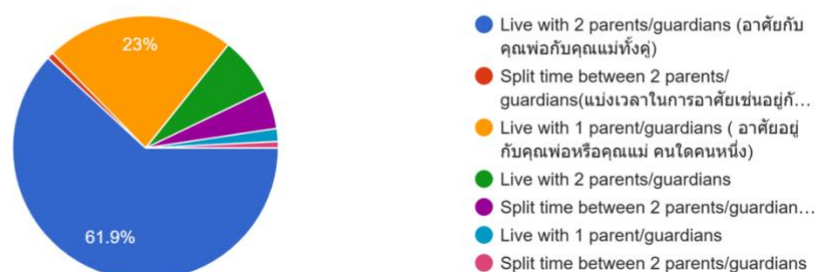 23%
61.9%
Live with 2 parents/guardians (อาศัยกับ
คุณพ่อกับคุณแม่ทั้งคู่)
Split time between 2 parents/
guardians(แบ่งเวลาในการอาศัยเช่นอยู่กั…
Live with 1 parent/guardians ( อาศัยอยู่
กับคุณพ่อหรือคุณแม่ คนใดคนหนึ่ง)
Live with 2 parents/guardians
Split time between 2 parents/guardian…
Live with 1 parent/guardians
Split time between 2 parents/guardians